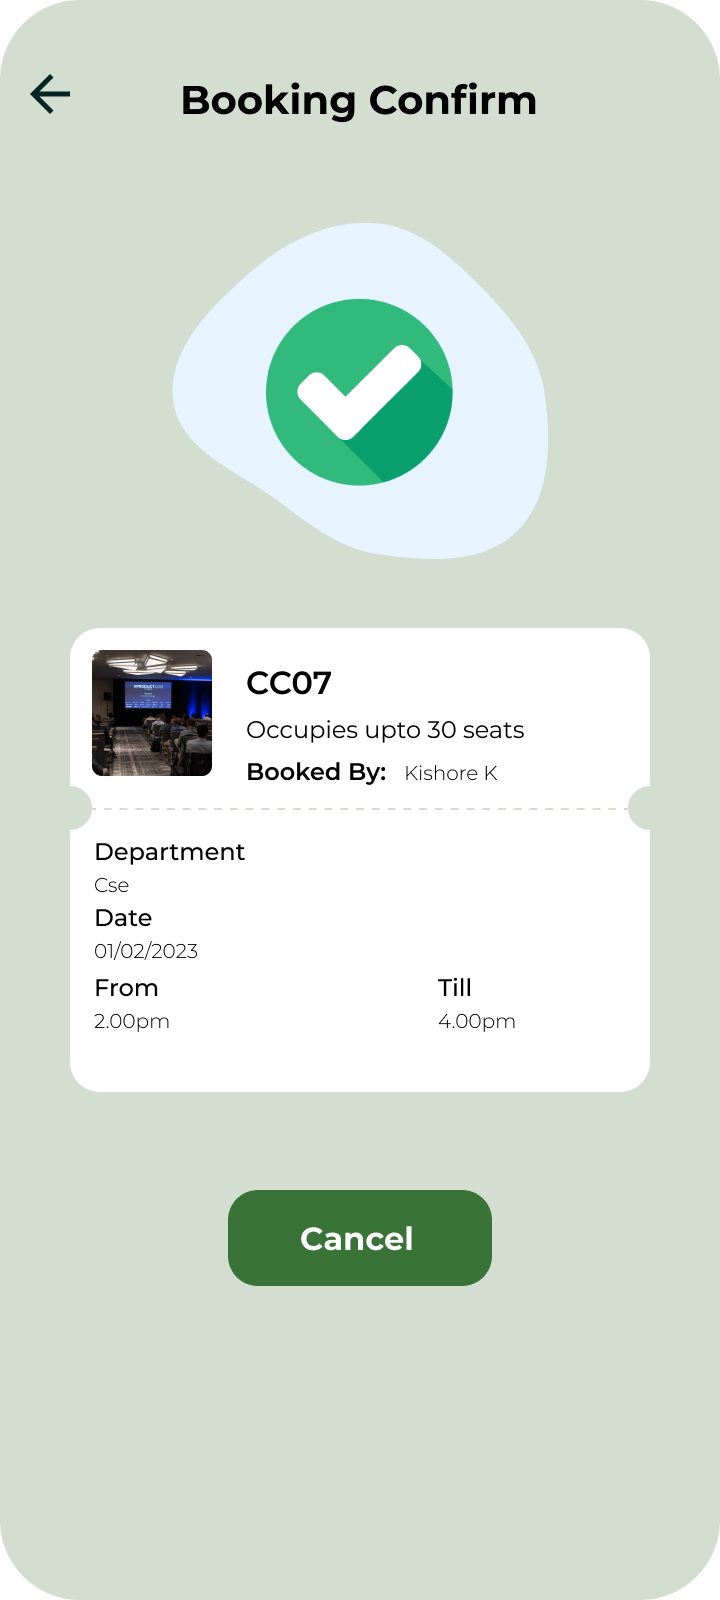 Booking Confirm
CC07
Occupies upto 30 seats
Booked By: Kishore K
Department
Cse
Date
01/02/2023
From Till
2.00pm 4.00pm
Cancel